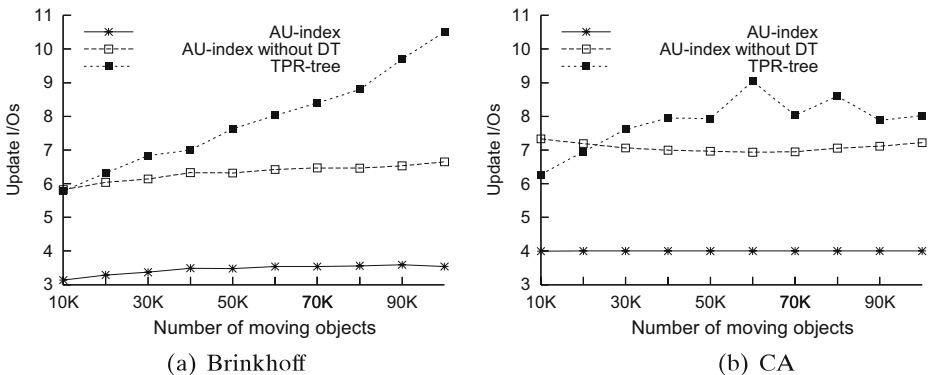 11
10
9
8
7
6
5
4
3
Update I/Os
AU-index
AU-index without DT
TPR-tree
10K 30K 50K 70K 90K
Number of moving objects
(a) Brinkhoff
11
10
9
8
7
6
5
4
3
Update I/Os
AU-index
AU-index without DT
TPR-tree
10K 30K 50K 70K 90K
Number of moving objects
(b) CA